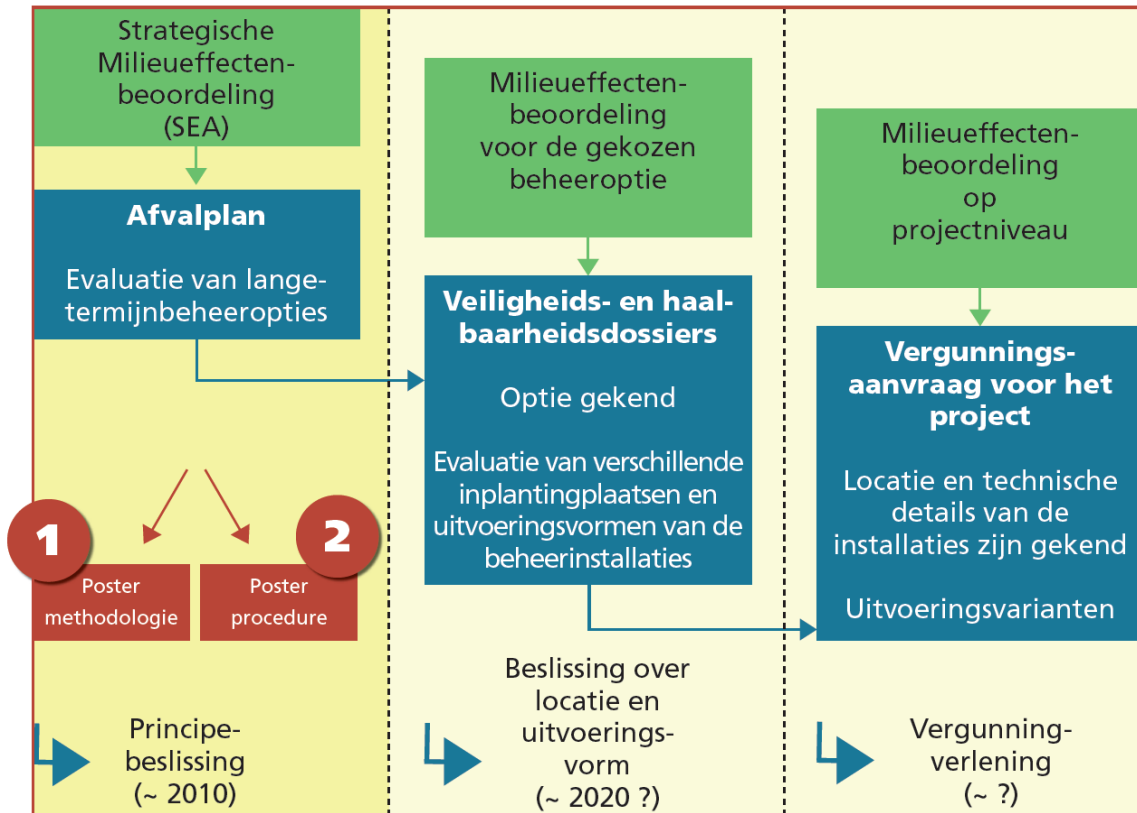 Strategische
Milieueffecten-
beoordeling
(SEA)
Afvalplan
Evaluatie van lange-
termijnbeheeropties
1
2
Poster
methodologie
Poster
procedure
Principe-
beslissing
(~ 2010)
Milieueffecten-
beoordeling
voor de gekozen
beheeroptie
Veiligheids- en haal-
baarheidsdossiers
Optie gekend
Evaluatie van verschillende
inplantingplaatsen en
uitvoeringsvormen van de
beheerinstallaties
Beslissing over
locatie en
uitvoerings-
vorm
(~ 2020 ?)
Milieueffecten-
beoordeling
op
projectniveau
Vergunnings-
aanvraag voor het
project
Locatie en technische
details van de
installaties zijn gekend
Uitvoeringsvarianten
Vergunning-
verlening
(~ ?)